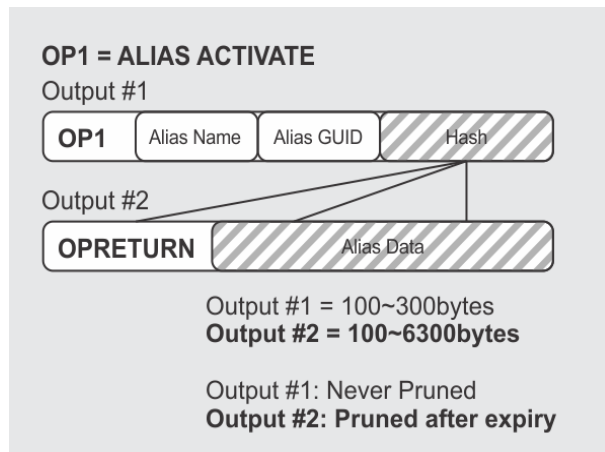 OP1 = ALIAS ACTIVATE
Output #1
OP1 Alias Name Alias GUID Hash
Output #2
OPRETURN Alias Data
Output #1 = 100~300bytes
Output #2 = 100~6300bytes
Output #1: Never Pruned
Output #2: Pruned after expiry